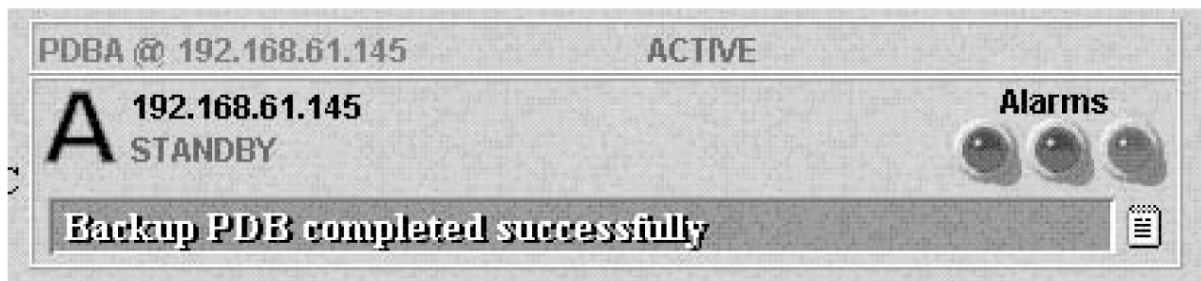 PDBA @ 192.168.61.145 ACTIVE
A 192.168.61.145 Alarms
STANDBY
C
Backup PDB completed successfully